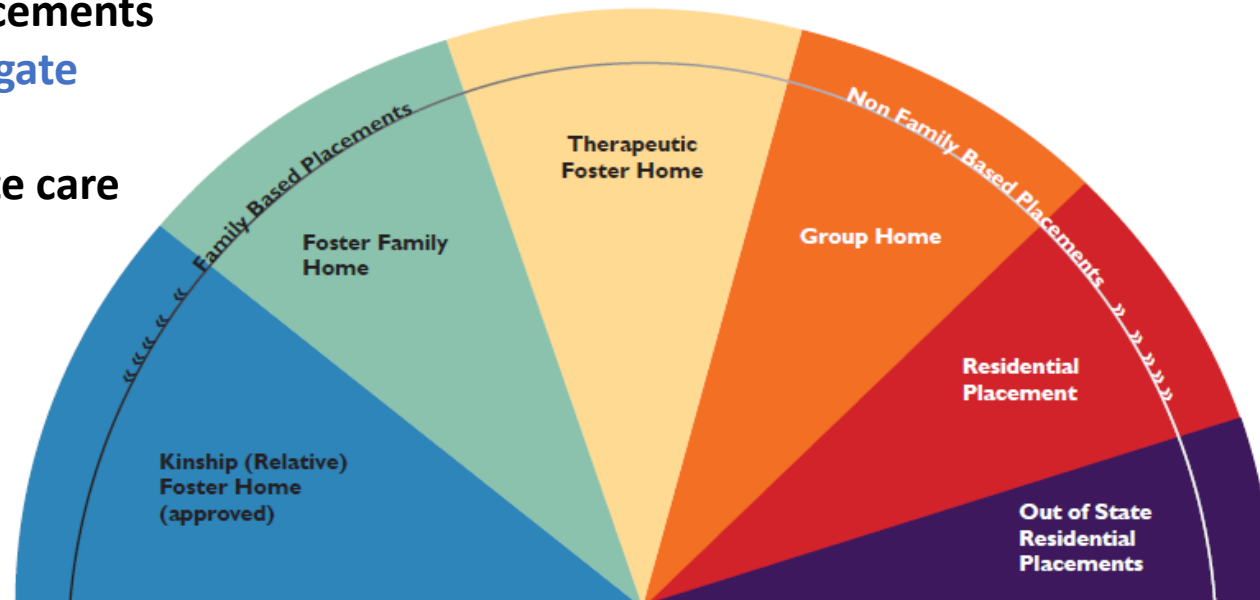 cements
gate
te care
Family Based Placements
Non Family Based Placements
Therapeutic
Foster Home
Foster Family
Home
Group Home
Residential
Placement
Kinship (Relative)
Foster Home
(approved)
Out of State
Residential
Placements